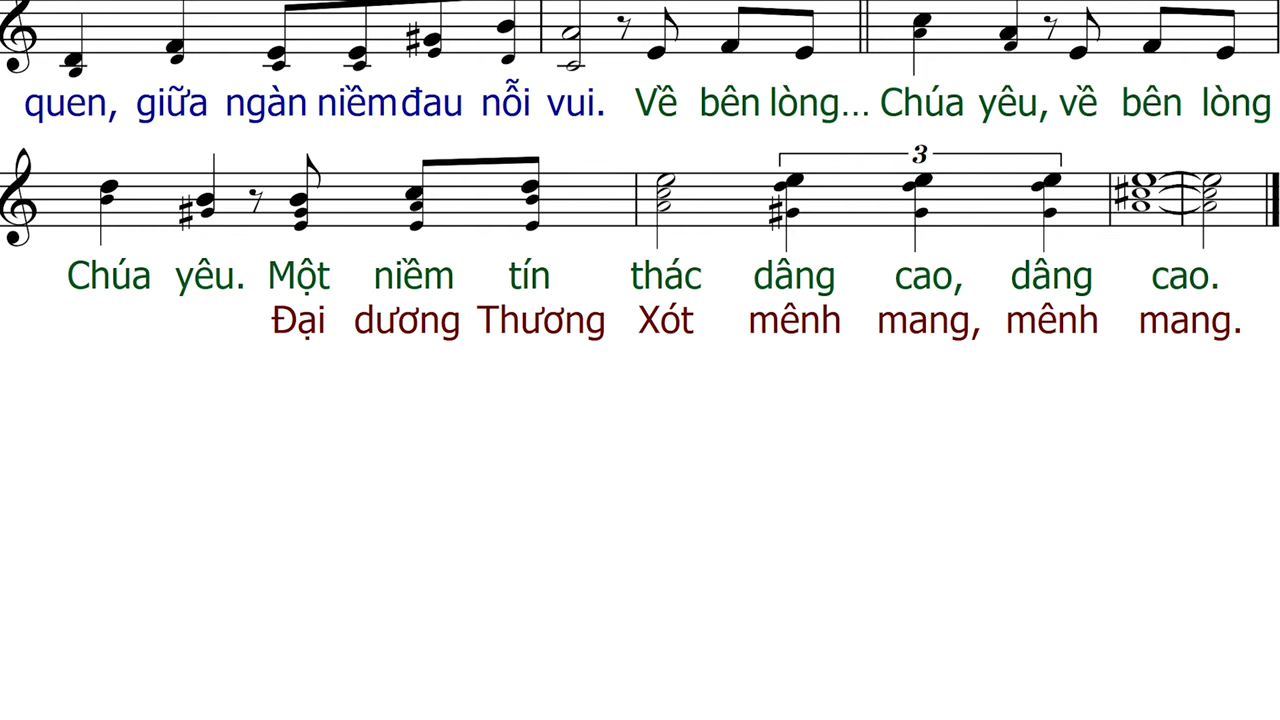 quen, giữa ngàn niềm đau nỗi vui. Về bên lòng... Chúa yêu, về bên lòng
3
Chúa yêu. Một niềm tín thác dâng cao, dâng cao.
Đại dương Thương Xót mênh mang, mênh mang.